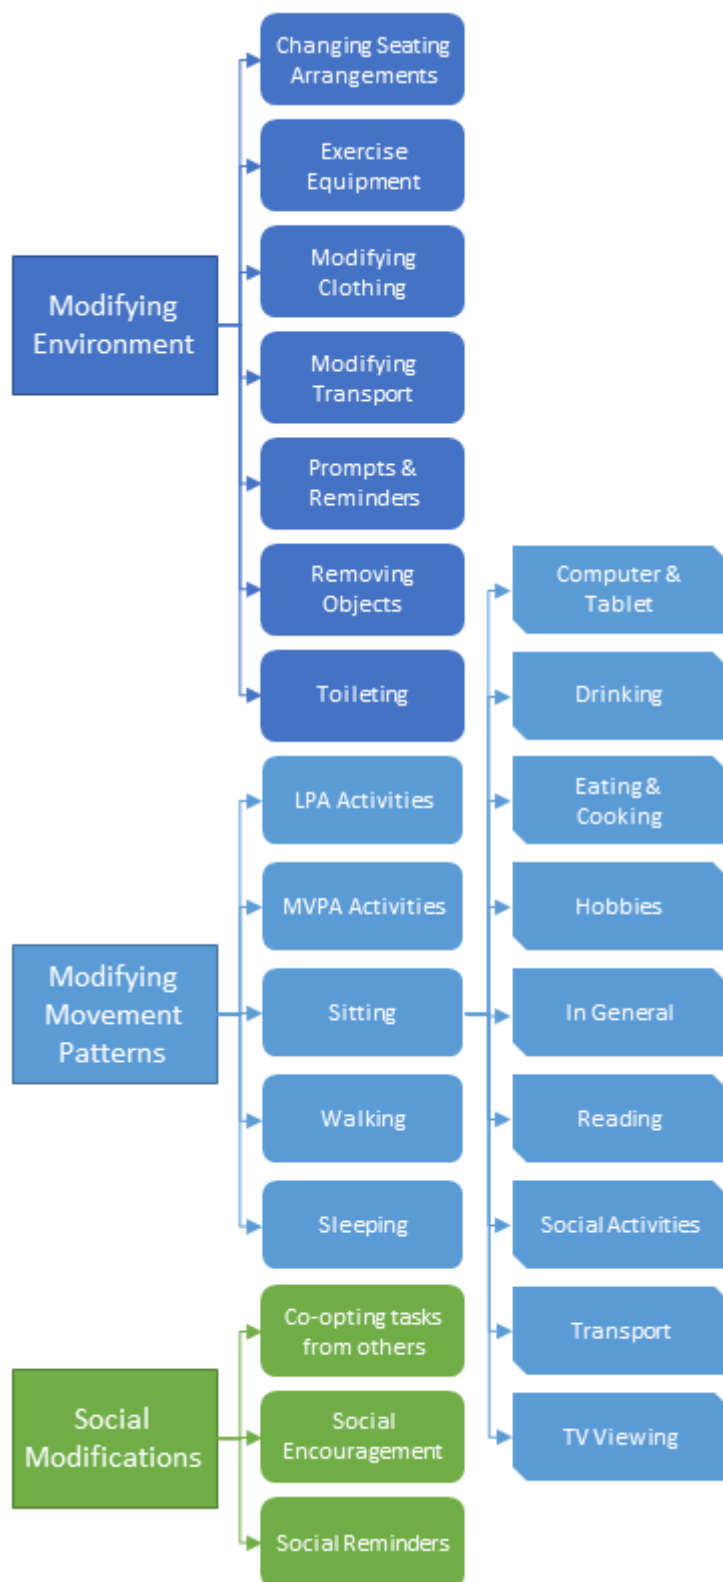 Modifying
Environment
Changing Seating
Arrangements
Exercise
Equipment
Modifying
Clothing
Modifying
Transport
Prompts &
Reminders
Removing
Objects
Toileting
Modifying
Movement
Patterns
LPA Activities
MVPA Activities
Sitting
Walking
Sleeping
Computer &
Tablet
Drinking
Eating &
Cooking
Hobbies
In General
Reading
Social Activities
Transport
TV Viewing
Social
Modifications
Co-opting tasks
from others
Social
Encouragement
Social Reminders